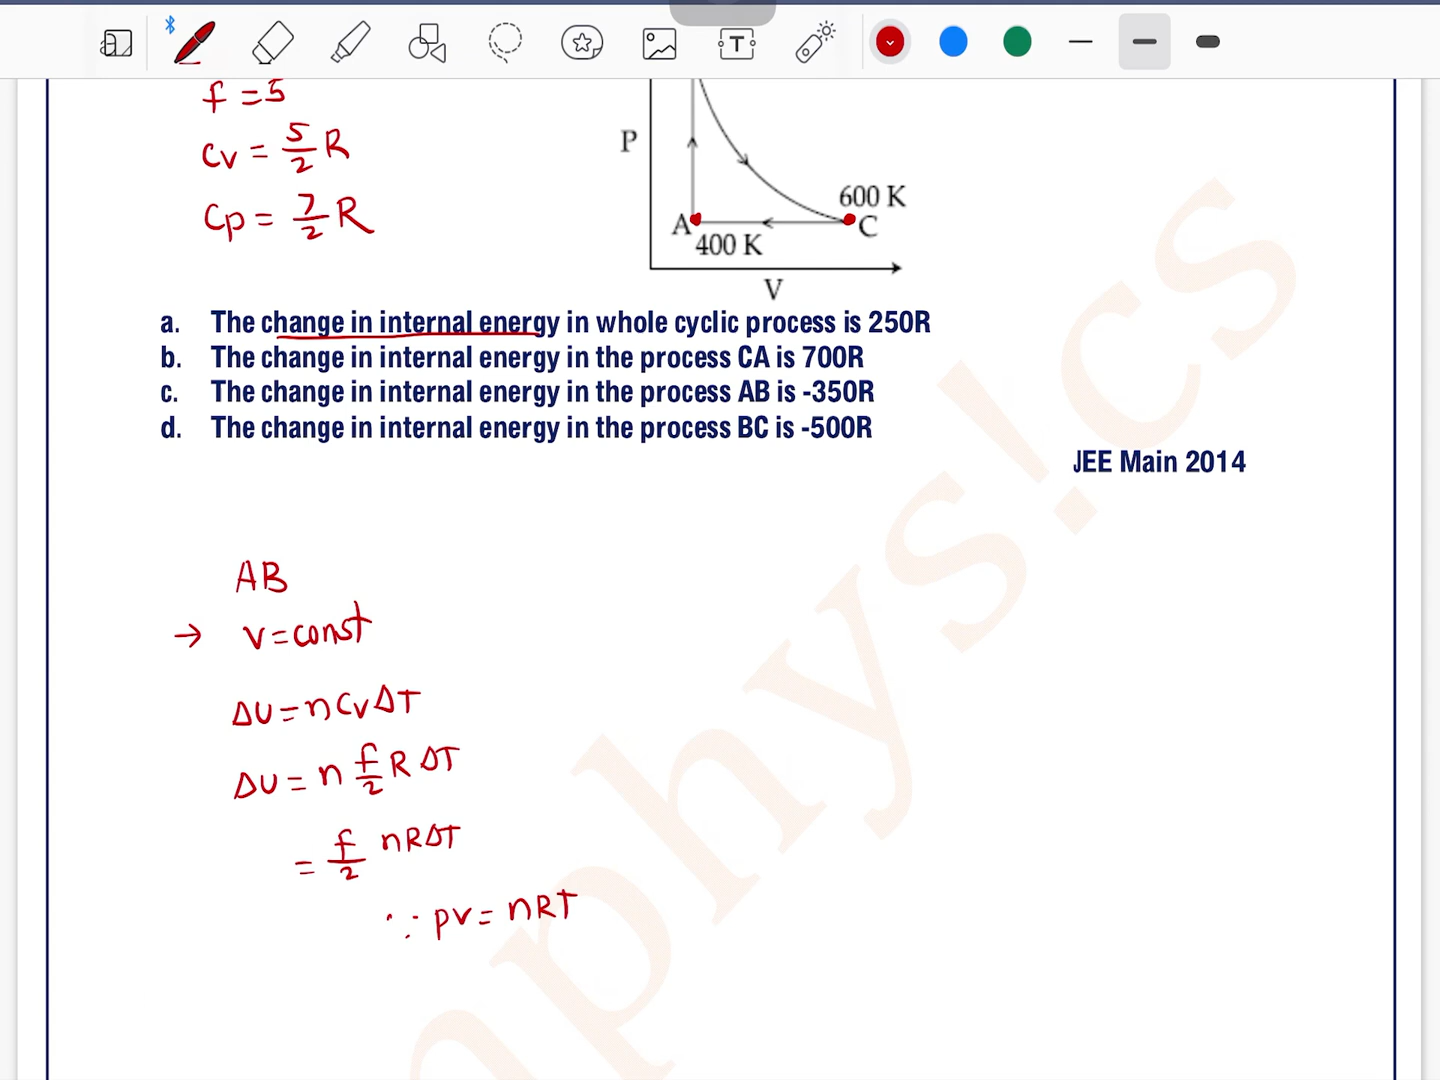 T
f = 5
Cv = 5/2 R
Cp = 7/2 R
P
600 K
A
C
400 K
V
a. The change in internal energy in whole cyclic process is 250R
b. The change in internal energy in the process CA is 700R
c. The change in internal energy in the process AB is -350R
d. The change in internal energy in the process BC is -500R
JEE Main 2014
AB
→ V = const
ΔU = nCvΔT
ΔU = n f/2 R ΔT
= f/2 nRΔT
∵ PV = nRT
phys!cs